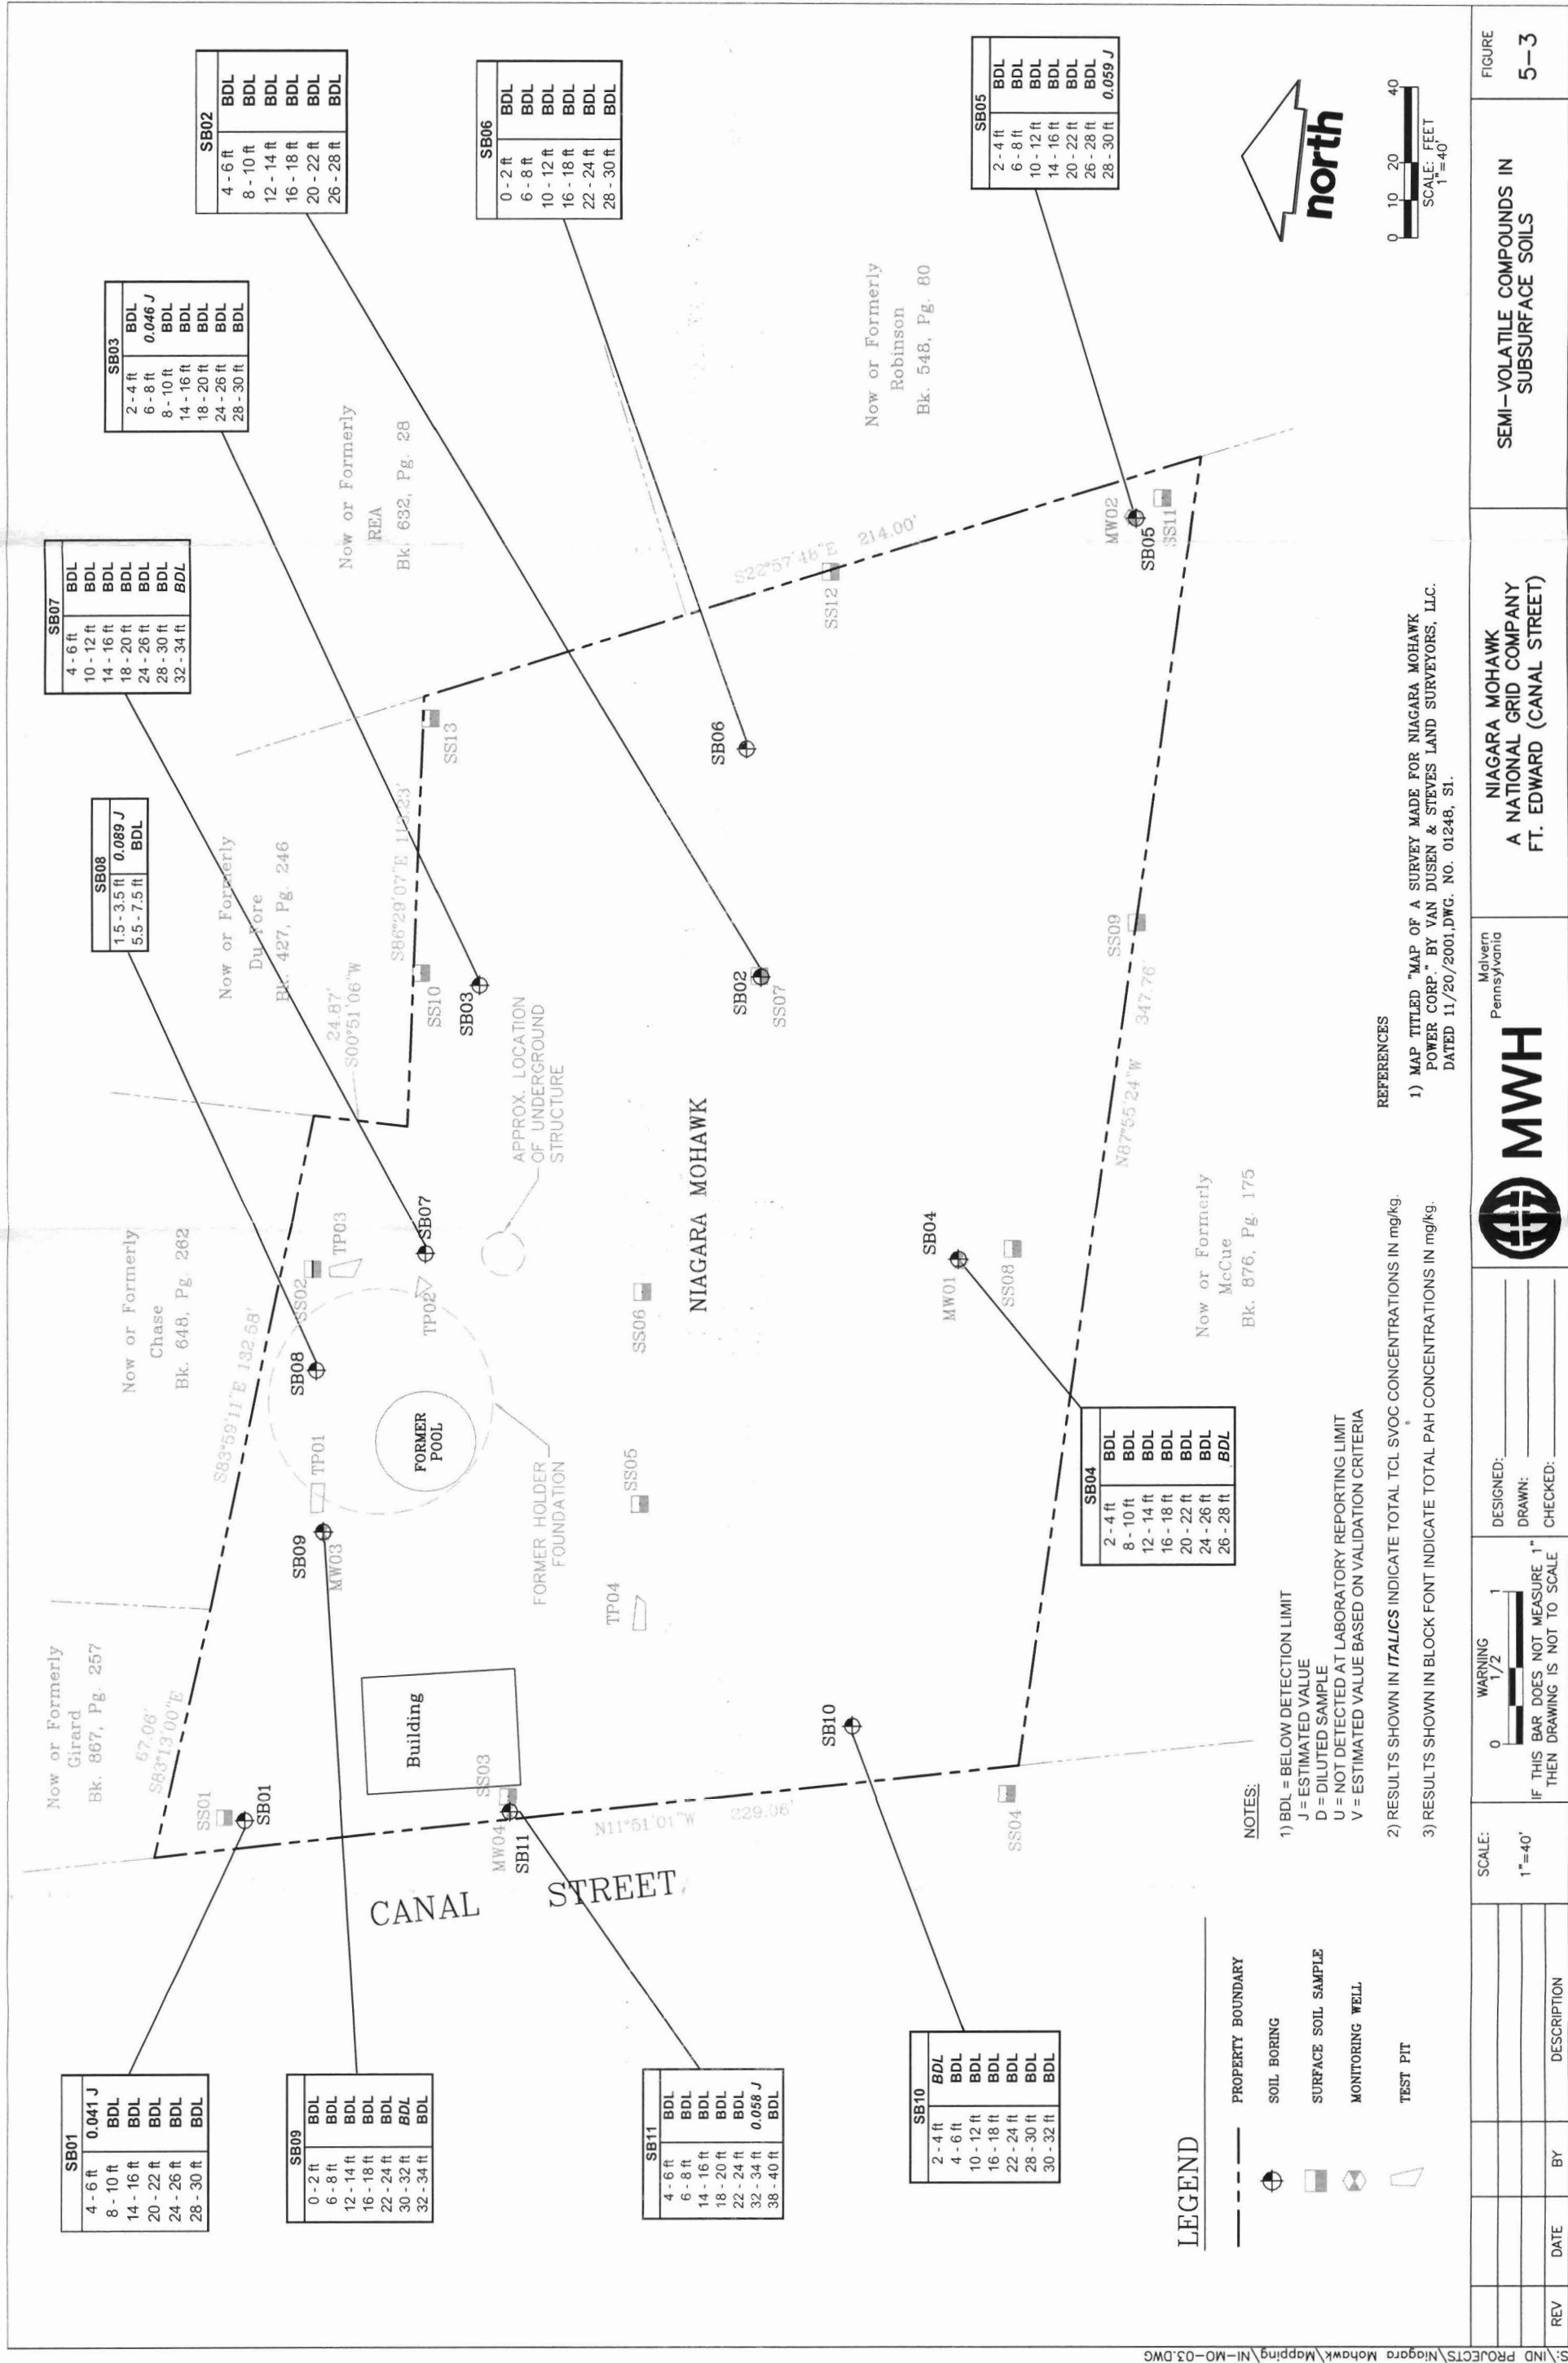 SB01
4 - 6 ft 0.041 J
8 - 10 ft BDL
14 - 16 ft BDL
20 - 22 ft BDL
24 - 26 ft BDL
28 - 30 ft BDL
SB09
0 - 2 ft BDL
6 - 8 ft BDL
12 - 14 ft BDL
16 - 18 ft BDL
22 - 24 ft BDL
30 - 32 ft BDL
32 - 34 ft BDL
SB11
4 - 6 ft BDL
6 - 8 ft BDL
14 - 16 ft BDL
18 - 20 ft BDL
22 - 24 ft BDL
32 - 34 ft 0.058 J
38 - 40 ft BDL
SB10
2 - 4 ft BDL
4 - 6 ft BDL
10 - 12 ft BDL
16 - 18 ft BDL
22 - 24 ft BDL
28 - 30 ft BDL
30 - 32 ft BDL
SB08
1.5 - 3.5 ft 0.089 J
5.5 - 7.5 ft BDL
SB07
4 - 6 ft BDL
10 - 12 ft BDL
14 - 16 ft BDL
18 - 20 ft BDL
24 - 26 ft BDL
28 - 30 ft BDL
32 - 34 ft BDL
SB03
2 - 4 ft BDL
6 - 8 ft 0.046 J
8 - 10 ft BDL
14 - 16 ft BDL
18 - 20 ft BDL
24 - 26 ft BDL
28 - 30 ft BDL
SB02
4 - 6 ft BDL
8 - 10 ft BDL
12 - 14 ft BDL
16 - 18 ft BDL
20 - 22 ft BDL
26 - 28 ft BDL
SB06
0 - 2 ft BDL
6 - 8 ft BDL
10 - 12 ft BDL
16 - 18 ft BDL
22 - 24 ft BDL
28 - 30 ft BDL
SB05
2 - 4 ft BDL
6 - 8 ft BDL
10 - 12 ft BDL
14 - 16 ft BDL
20 - 22 ft BDL
26 - 28 ft BDL
28 - 30 ft 0.059 J
SB04
2 - 4 ft BDL
8 - 10 ft BDL
12 - 14 ft BDL
16 - 18 ft BDL
20 - 22 ft BDL
24 - 26 ft BDL
26 - 28 ft BDL
Now or Formerly
Girard
Bk. 867, Pg. 257
67.06'
S83°13'00"E
Now or Formerly
Chase
Bk. 648, Pg. 262
S83°59'11"E 132.58'
Now or Formerly
Du Fore
Bk. 427, Pg. 246
24.87'
S00°51'06"W
S86°29'07"E 113.23'
Now or Formerly
REA
Bk. 632, Pg. 28
Now or Formerly
Robinson
Bk. 548, Pg. 80
S22°57'48"E 214.00'
Now or Formerly
McCue
Bk. 876, Pg. 175
N87°55'24"W 347.76'
N11°51'01"W 229.06'
SS01
SB01
SB09
MW03
TP01
SB08
SS02
TP03
TP02
SB07
FORMER
POOL
FORMER HOLDER
FOUNDATION
APPROX. LOCATION
OF UNDERGROUND
STRUCTURE
SS10
SB03
SS13
Building
SS03
MW04
SB11
TP04
SS05
SS06
NIAGARA MOHAWK
SB02
SS07
SB06
SS12
MW02
SB05
SS11
SS09
SB04
MW01
SS08
SB10
SS04
CANAL STREET
LEGEND
PROPERTY BOUNDARY
SOIL BORING
SURFACE SOIL SAMPLE
MONITORING WELL
TEST PIT
NOTES:
1) BDL = BELOW DETECTION LIMIT
J = ESTIMATED VALUE
D = DILUTED SAMPLE
U = NOT DETECTED AT LABORATORY REPORTING LIMIT
V = ESTIMATED VALUE BASED ON VALIDATION CRITERIA
2) RESULTS SHOWN IN ITALICS INDICATE TOTAL TCL SVOC CONCENTRATIONS IN mg/kg.
3) RESULTS SHOWN IN BLOCK FONT INDICATE TOTAL PAH CONCENTRATIONS IN mg/kg.
REFERENCES
1) MAP TITLED "MAP OF A SURVEY MADE FOR NIAGARA MOHAWK
POWER CORP." BY VAN DUSEN & STEVES LAND SURVEYORS, LLC.
DATED 11/20/2001,DWG. NO. 01248, S1.
north
0 10 20 40
SCALE: FEET
1"=40'
REV DATE BY DESCRIPTION
SCALE:
1"=40'
WARNING
0 1/2 1
IF THIS BAR DOES NOT MEASURE 1"
THEN DRAWING IS NOT TO SCALE
DESIGNED:
DRAWN:
CHECKED:
MWH
Malvern
Pennsylvania
NIAGARA MOHAWK
A NATIONAL GRID COMPANY
FT. EDWARD (CANAL STREET)
SEMI-VOLATILE COMPOUNDS IN
SUBSURFACE SOILS
FIGURE
5-3
S:\IND PROJECTS\Niagara Mohawk\Mapping\NI-MO-03.DWG